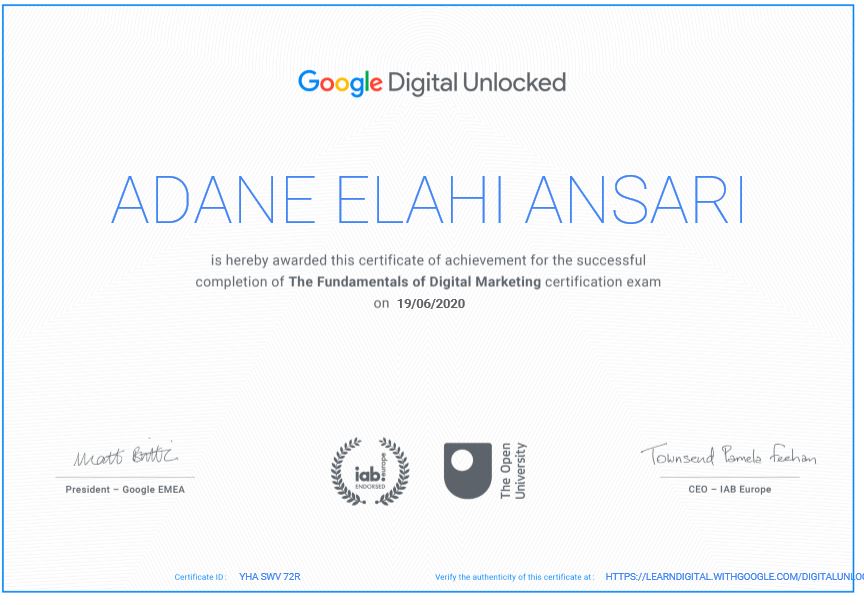 Google Digital Unlocked
ADANE ELAHI ANSARI
is hereby awarded this certificate of achievement for the successful
completion of The Fundamentals of Digital Marketing certification exam
on 19/06/2020
Matt Brittin
President – Google EMEA
iab europe
ENDORSED
The Open
University
Townsend Pamela Feehan
CEO – IAB Europe
Certificate ID : YHA SWV 72R
Verify the authenticity of this certificate at : HTTPS://LEARNDIGITAL.WITHGOOGLE.COM/DIGITALUNLO